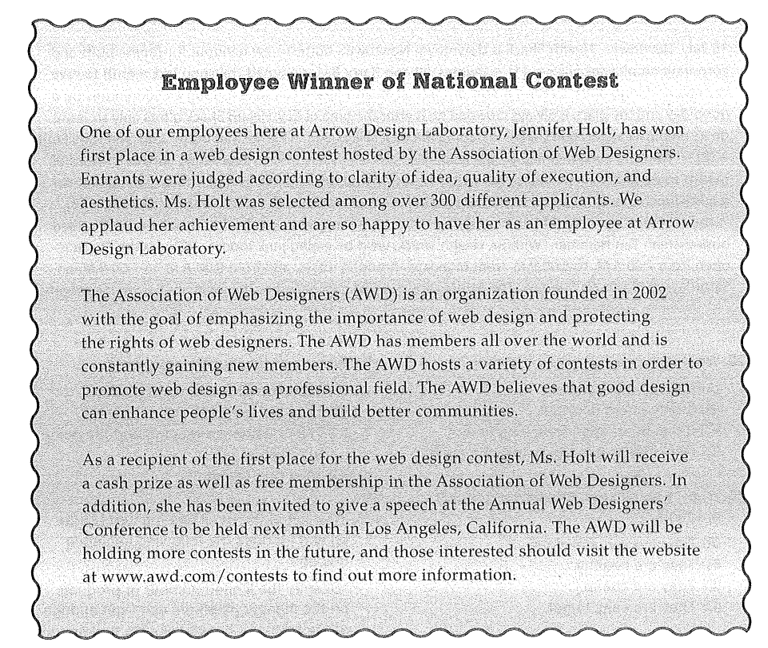 Employee Winner of National Contest
One of our employees here at Arrow Design Laboratory, Jennifer Holt, has won
first place in a web design contest hosted by the Association of Web Designers.
Entrants were judged according to clarity of idea, quality of execution, and
aesthetics. Ms. Holt was selected among over 300 different applicants. We
applaud her achievement and are so happy to have her as an employee at Arrow
Design Laboratory.
The Association of Web Designers (AWD) is an organization founded in 2002
with the goal of emphasizing the importance of web design and protecting
the rights of web designers. The AWD has members all over the world and is
constantly gaining new members. The AWD hosts a variety of contests in order to
promote web design as a professional field. The AWD believes that good design
can enhance people's lives and build better communities.
As a recipient of the first place for the web design contest, Ms. Holt will receive
a cash prize as well as free membership in the Association of Web Designers. In
addition, she has been invited to give a speech at the Annual Web Designers'
Conference to be held next month in Los Angeles, California. The AWD will be
holding more contests in the future, and those interested should visit the website
at www.awd.com/contests to find out more information.